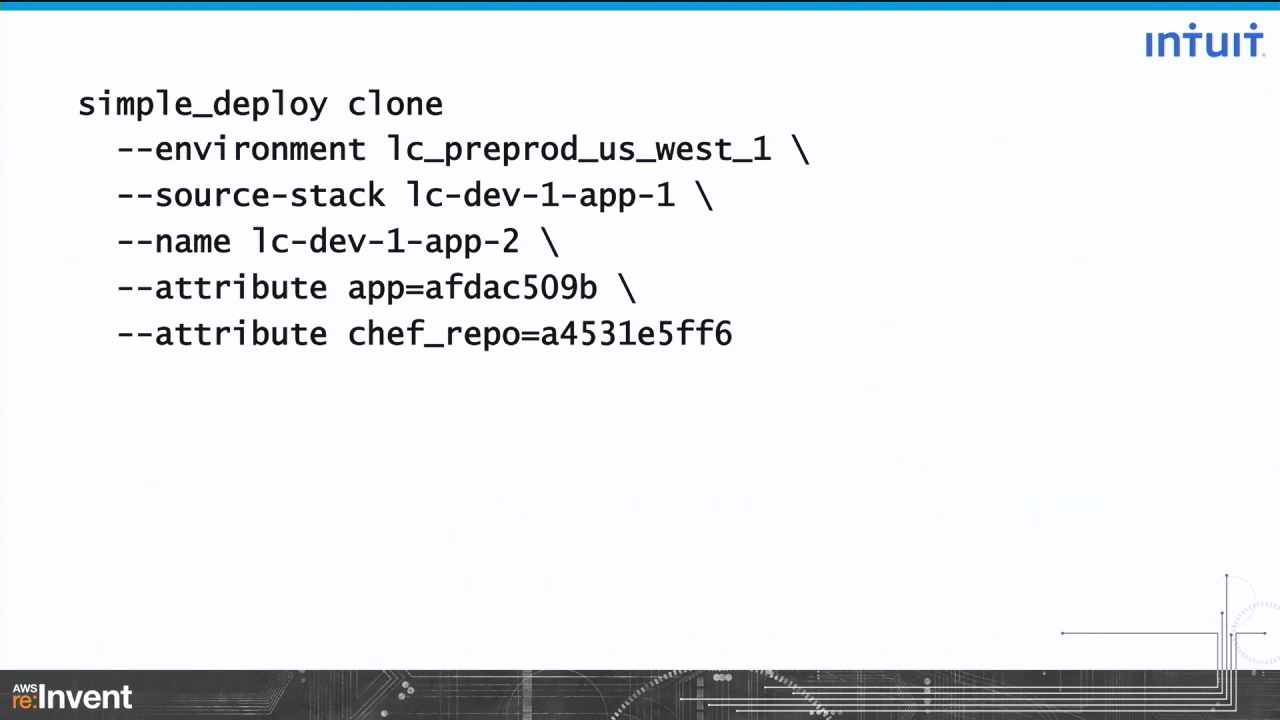 intuit
simple_deploy clone
--environment lc_preprod_us_west_1 \
--source-stack lc-dev-1-app-1 \
--name lc-dev-1-app-2 \
--attribute app=afdac509b \
--attribute chef_repo=a4531e5ff6
AWS
re:Invent